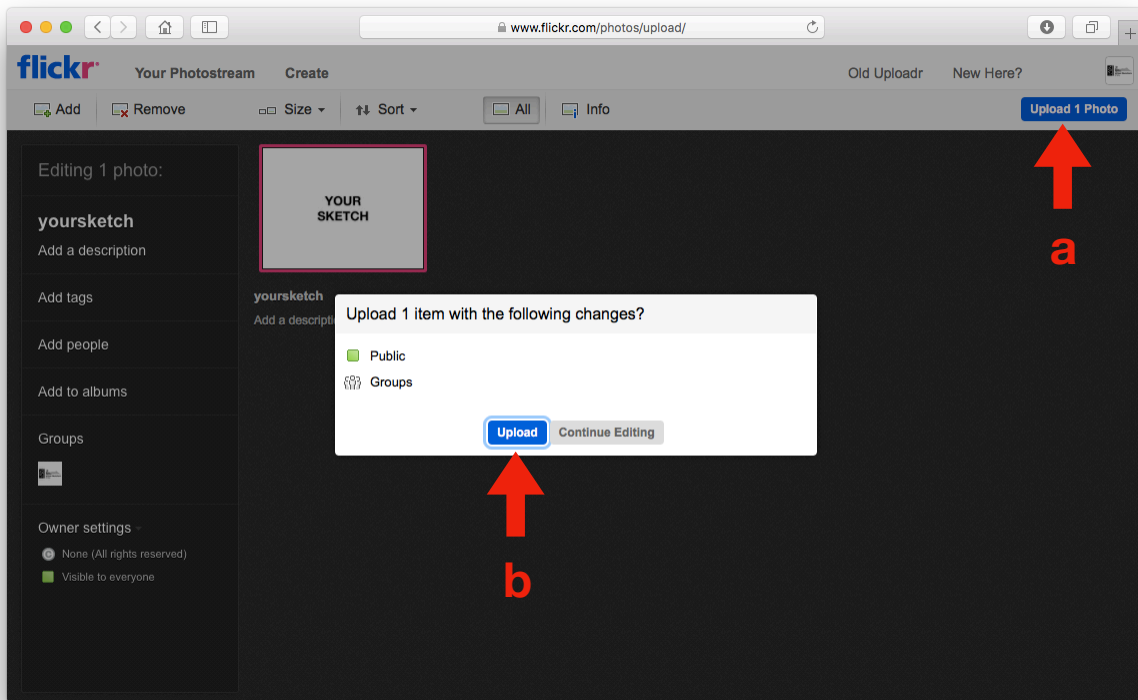 www.flickr.com/photos/upload/
flickr
Your Photostream
Create
Old Uploadr
New Here?
Add
Remove
Size
Sort
All
Info
Upload 1 Photo
a
Editing 1 photo:
yoursketch
Add a description
Add tags
Add people
Add to albums
Groups
Owner settings
None (All rights reserved)
Visible to everyone
YOUR
SKETCH
yoursketch
Add a descripti
Upload 1 item with the following changes?
Public
Groups
Upload
Continue Editing
b